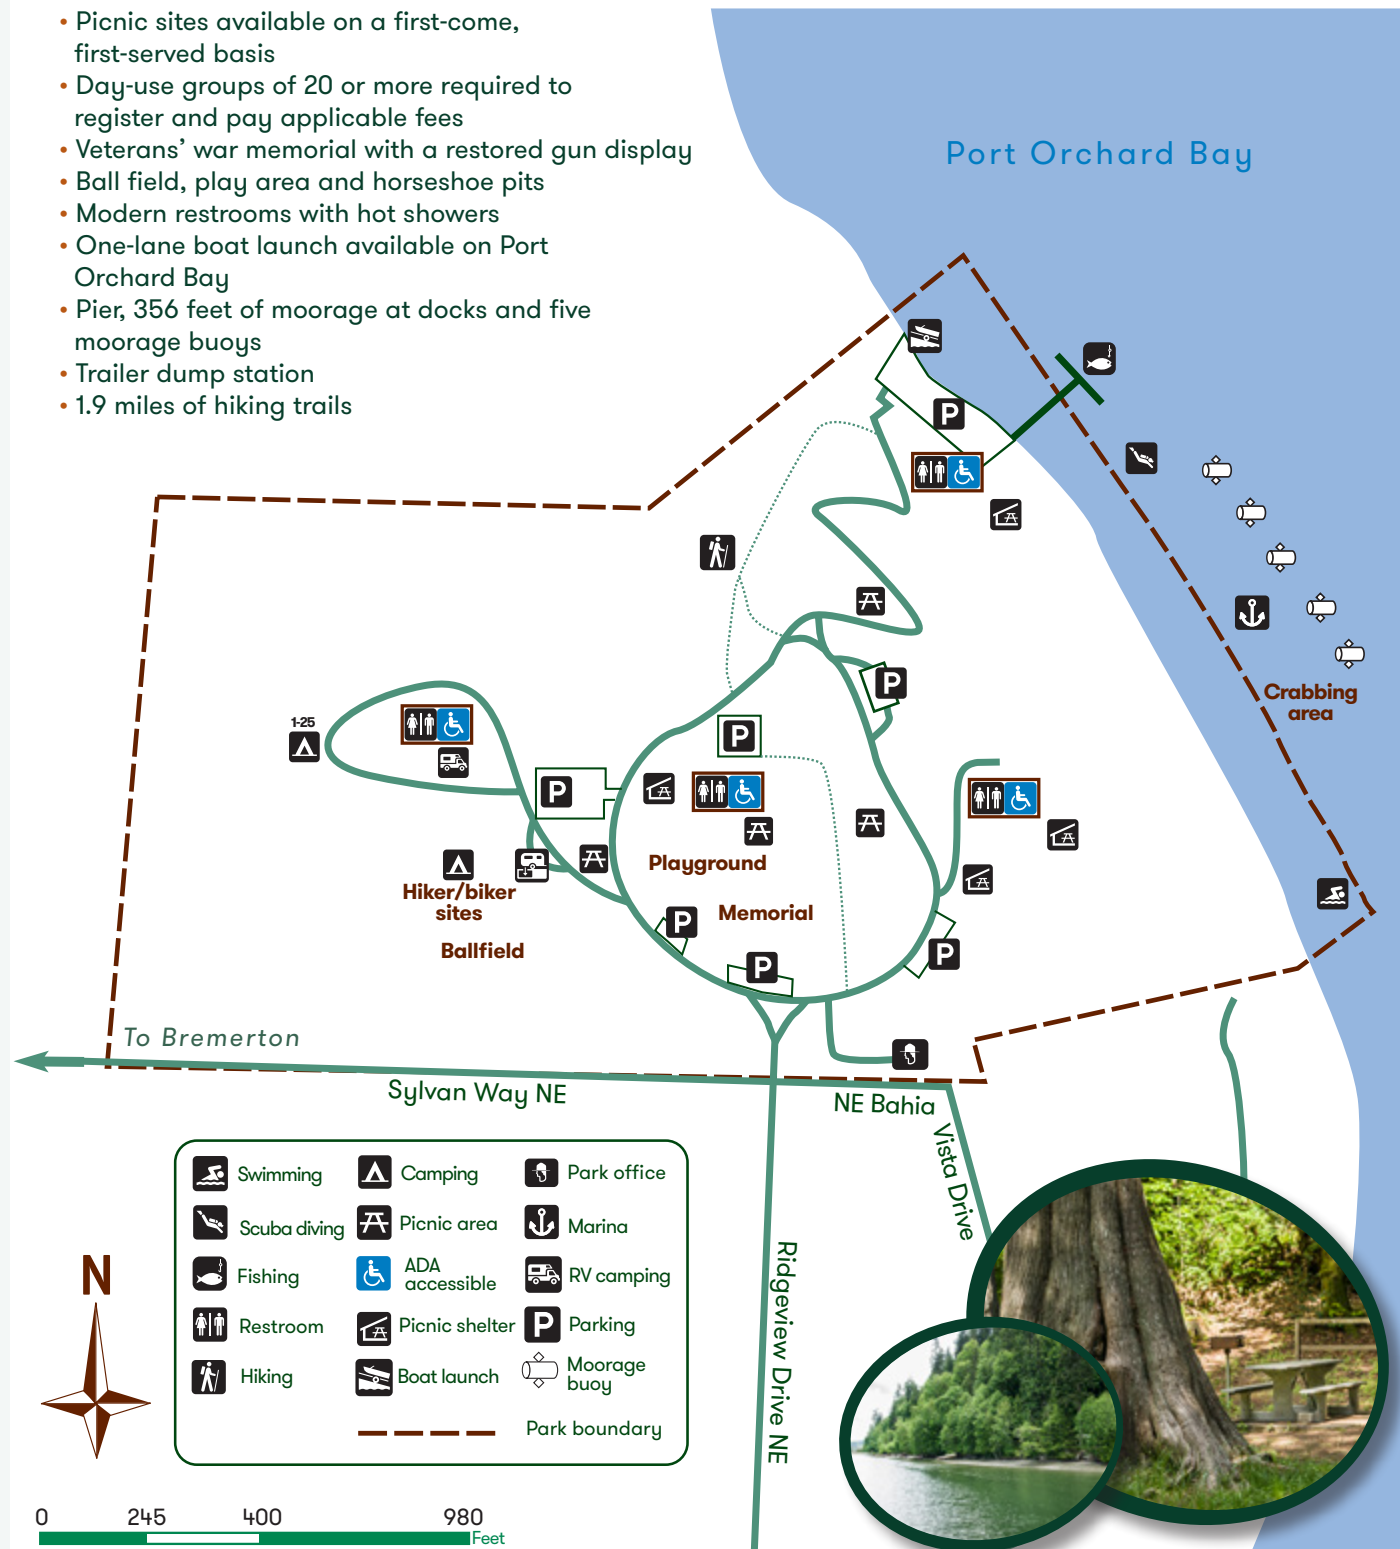 • Picnic sites available on a first-come,
first-served basis
• Day-use groups of 20 or more required to
register and pay applicable fees
• Veterans’ war memorial with a restored gun display
• Ball field, play area and horseshoe pits
• Modern restrooms with hot showers
• One-lane boat launch available on Port
Orchard Bay
• Pier, 356 feet of moorage at docks and five
moorage buoys
• Trailer dump station
• 1.9 miles of hiking trails
Port Orchard Bay
P
P
Crabbing
area
1-25
P
P
Playground
Hiker/biker
sites
Memorial
P
Ballfield
P
P
To Bremerton
Sylvan Way NE
NE Bahia
Vista Drive
Ridgeview Drive NE
Swimming
Camping
Park office
Scuba diving
Picnic area
Marina
Fishing
ADA
accessible
RV camping
Restroom
Picnic shelter
P
Parking
Hiking
Boat launch
Moorage
buoy
Park boundary
N
0 245 400 980
Feet